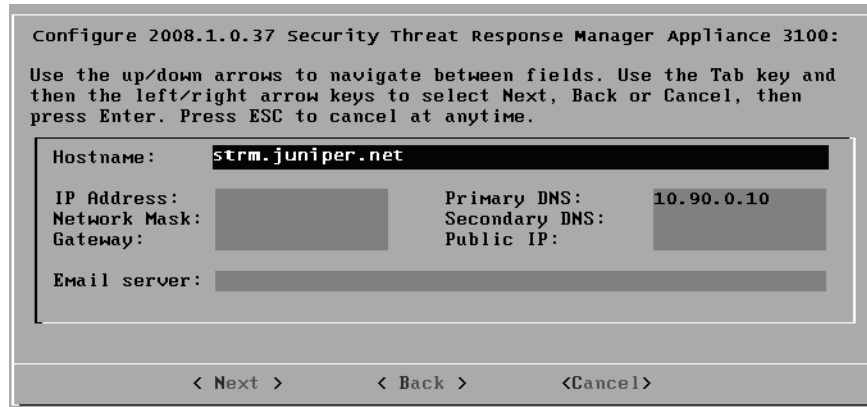 Configure 2008.1.0.37 Security Threat Response Manager Appliance 3100:
Use the up/down arrows to navigate between fields. Use the Tab key and
then the left/right arrow keys to select Next, Back or Cancel, then
press Enter. Press ESC to cancel at anytime.
Hostname: strm.juniper.net
IP Address: Primary DNS: 10.90.0.10
Network Mask: Secondary DNS:
Gateway: Public IP:
Email server:
< Next > < Back > <Cancel>